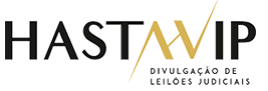 HASTAVIP
DIVULGAÇÃO DE
LEILÕES JUDICIAIS